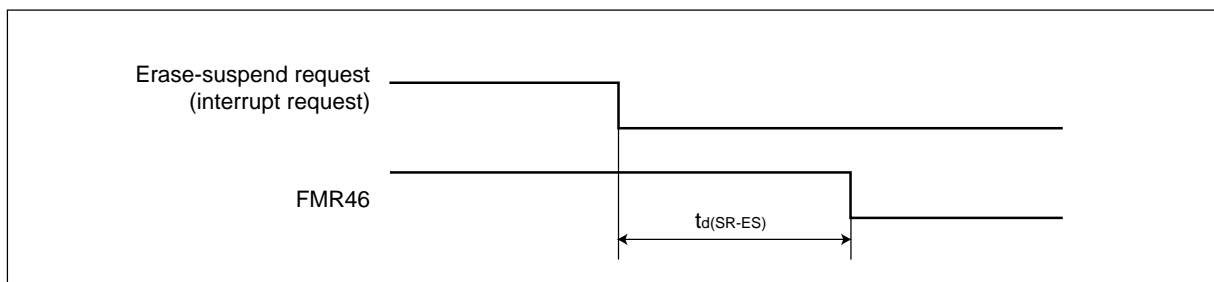 Erase-suspend request
(interrupt request)
FMR46
td(SR-ES)